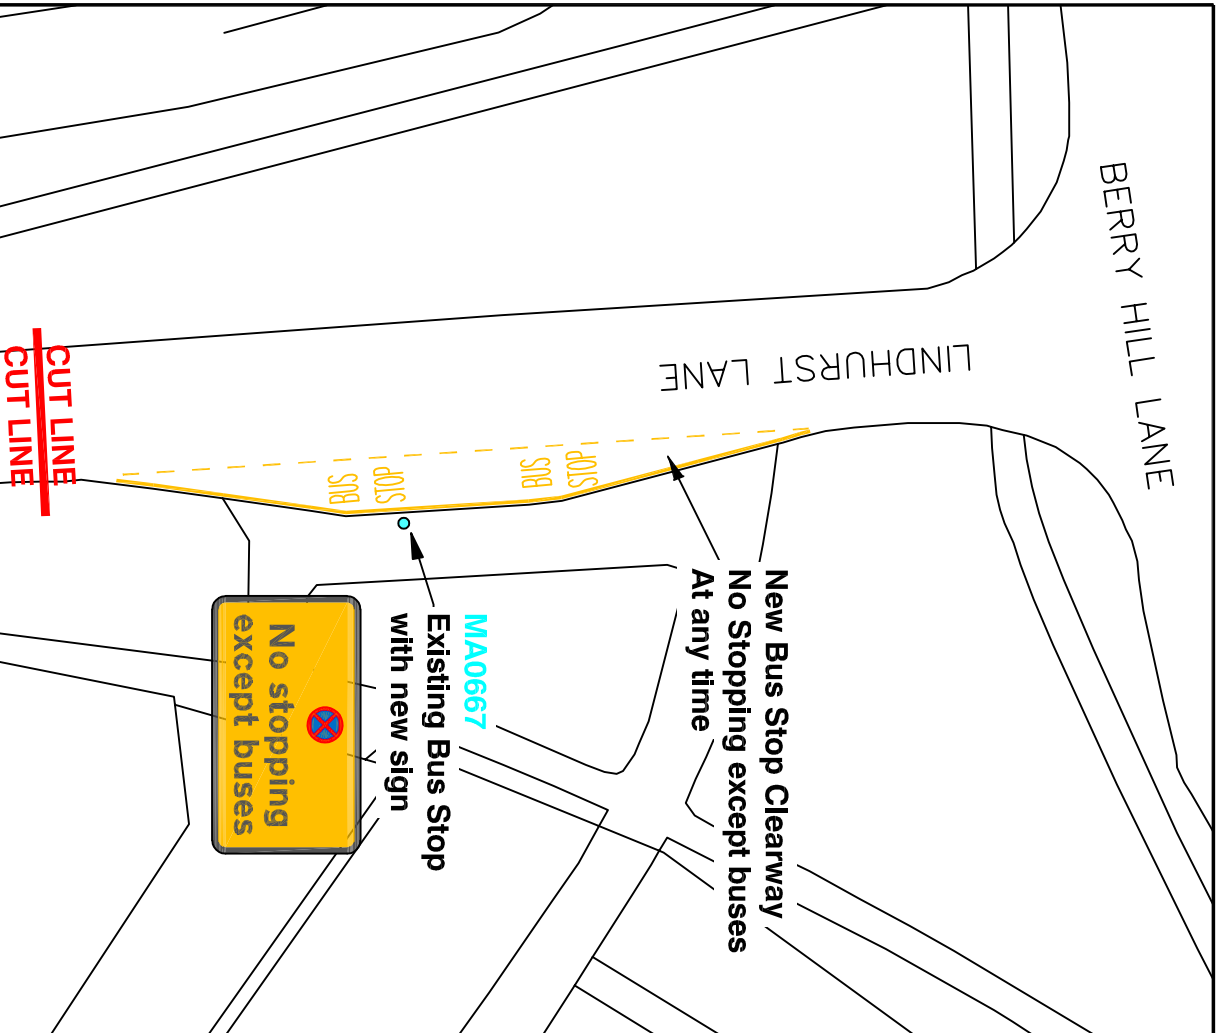 BERRY HILL LANE
LINDHURST LANE
New Bus Stop Clearway
No Stopping except buses
At any time
STOP
BUS
STOP
BUS
MA0667
Existing Bus Stop
with new sign
No stopping
except buses
CUT LINE
CUT LINE